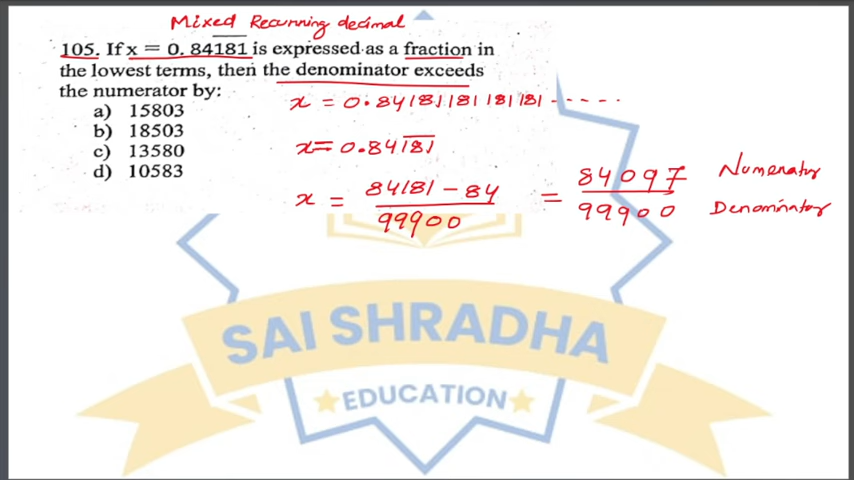 Mixed Recurring decimal
105. If x = 0. 84181 is expressed as a fraction in
the lowest terms, then the denominator exceeds
the numerator by:
a) 15803
b) 18503
c) 13580
d) 10583
x = 0.84181181181181-----
x = 0.84181
x = 84181 - 84 / 99900 = 84097 / 99900
Numerator
Denominator
SAI SHRADHA
EDUCATION